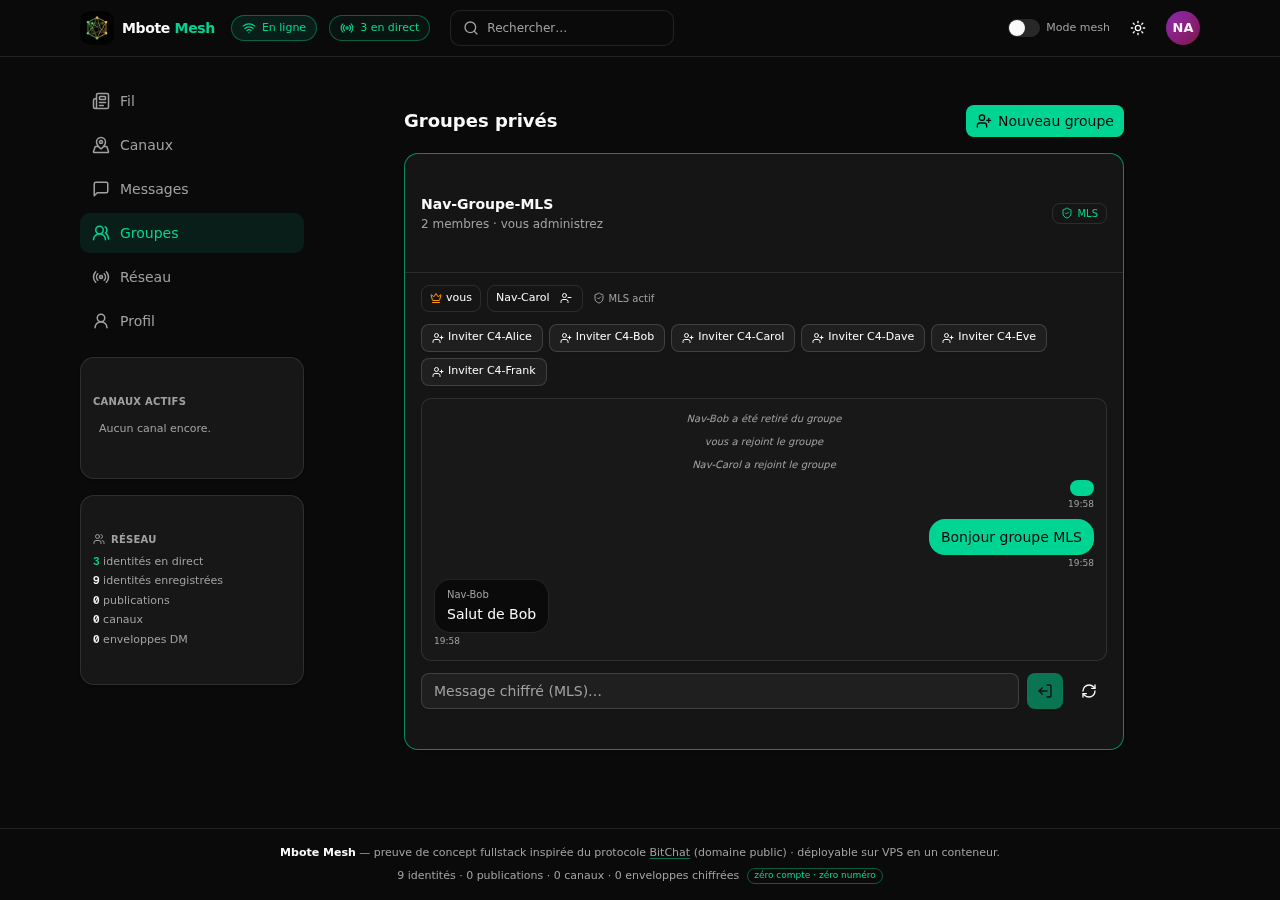 Mbote Mesh
En ligne
3 en direct
Rechercher…
Mode mesh
NA
Fil
Canaux
Messages
Groupes
Réseau
Profil
CANAUX ACTIFS
Aucun canal encore.
RÉSEAU
3 identités en direct
9 identités enregistrées
0 publications
0 canaux
0 enveloppes DM
Groupes privés
Nouveau groupe
Nav-Groupe-MLS
2 membres · vous administrez
MLS
vous
Nav-Carol
MLS actif
Inviter C4-Alice
Inviter C4-Bob
Inviter C4-Carol
Inviter C4-Dave
Inviter C4-Eve
Inviter C4-Frank
Nav-Bob a été retiré du groupe
vous a rejoint le groupe
Nav-Carol a rejoint le groupe
19:58
Bonjour groupe MLS
19:58
Nav-Bob
Salut de Bob
19:58
Message chiffré (MLS)…
Mbote Mesh — preuve de concept fullstack inspirée du protocole BitChat (domaine public) · déployable sur VPS en un conteneur.
9 identités · 0 publications · 0 canaux · 0 enveloppes chiffrées
zéro compte · zéro numéro